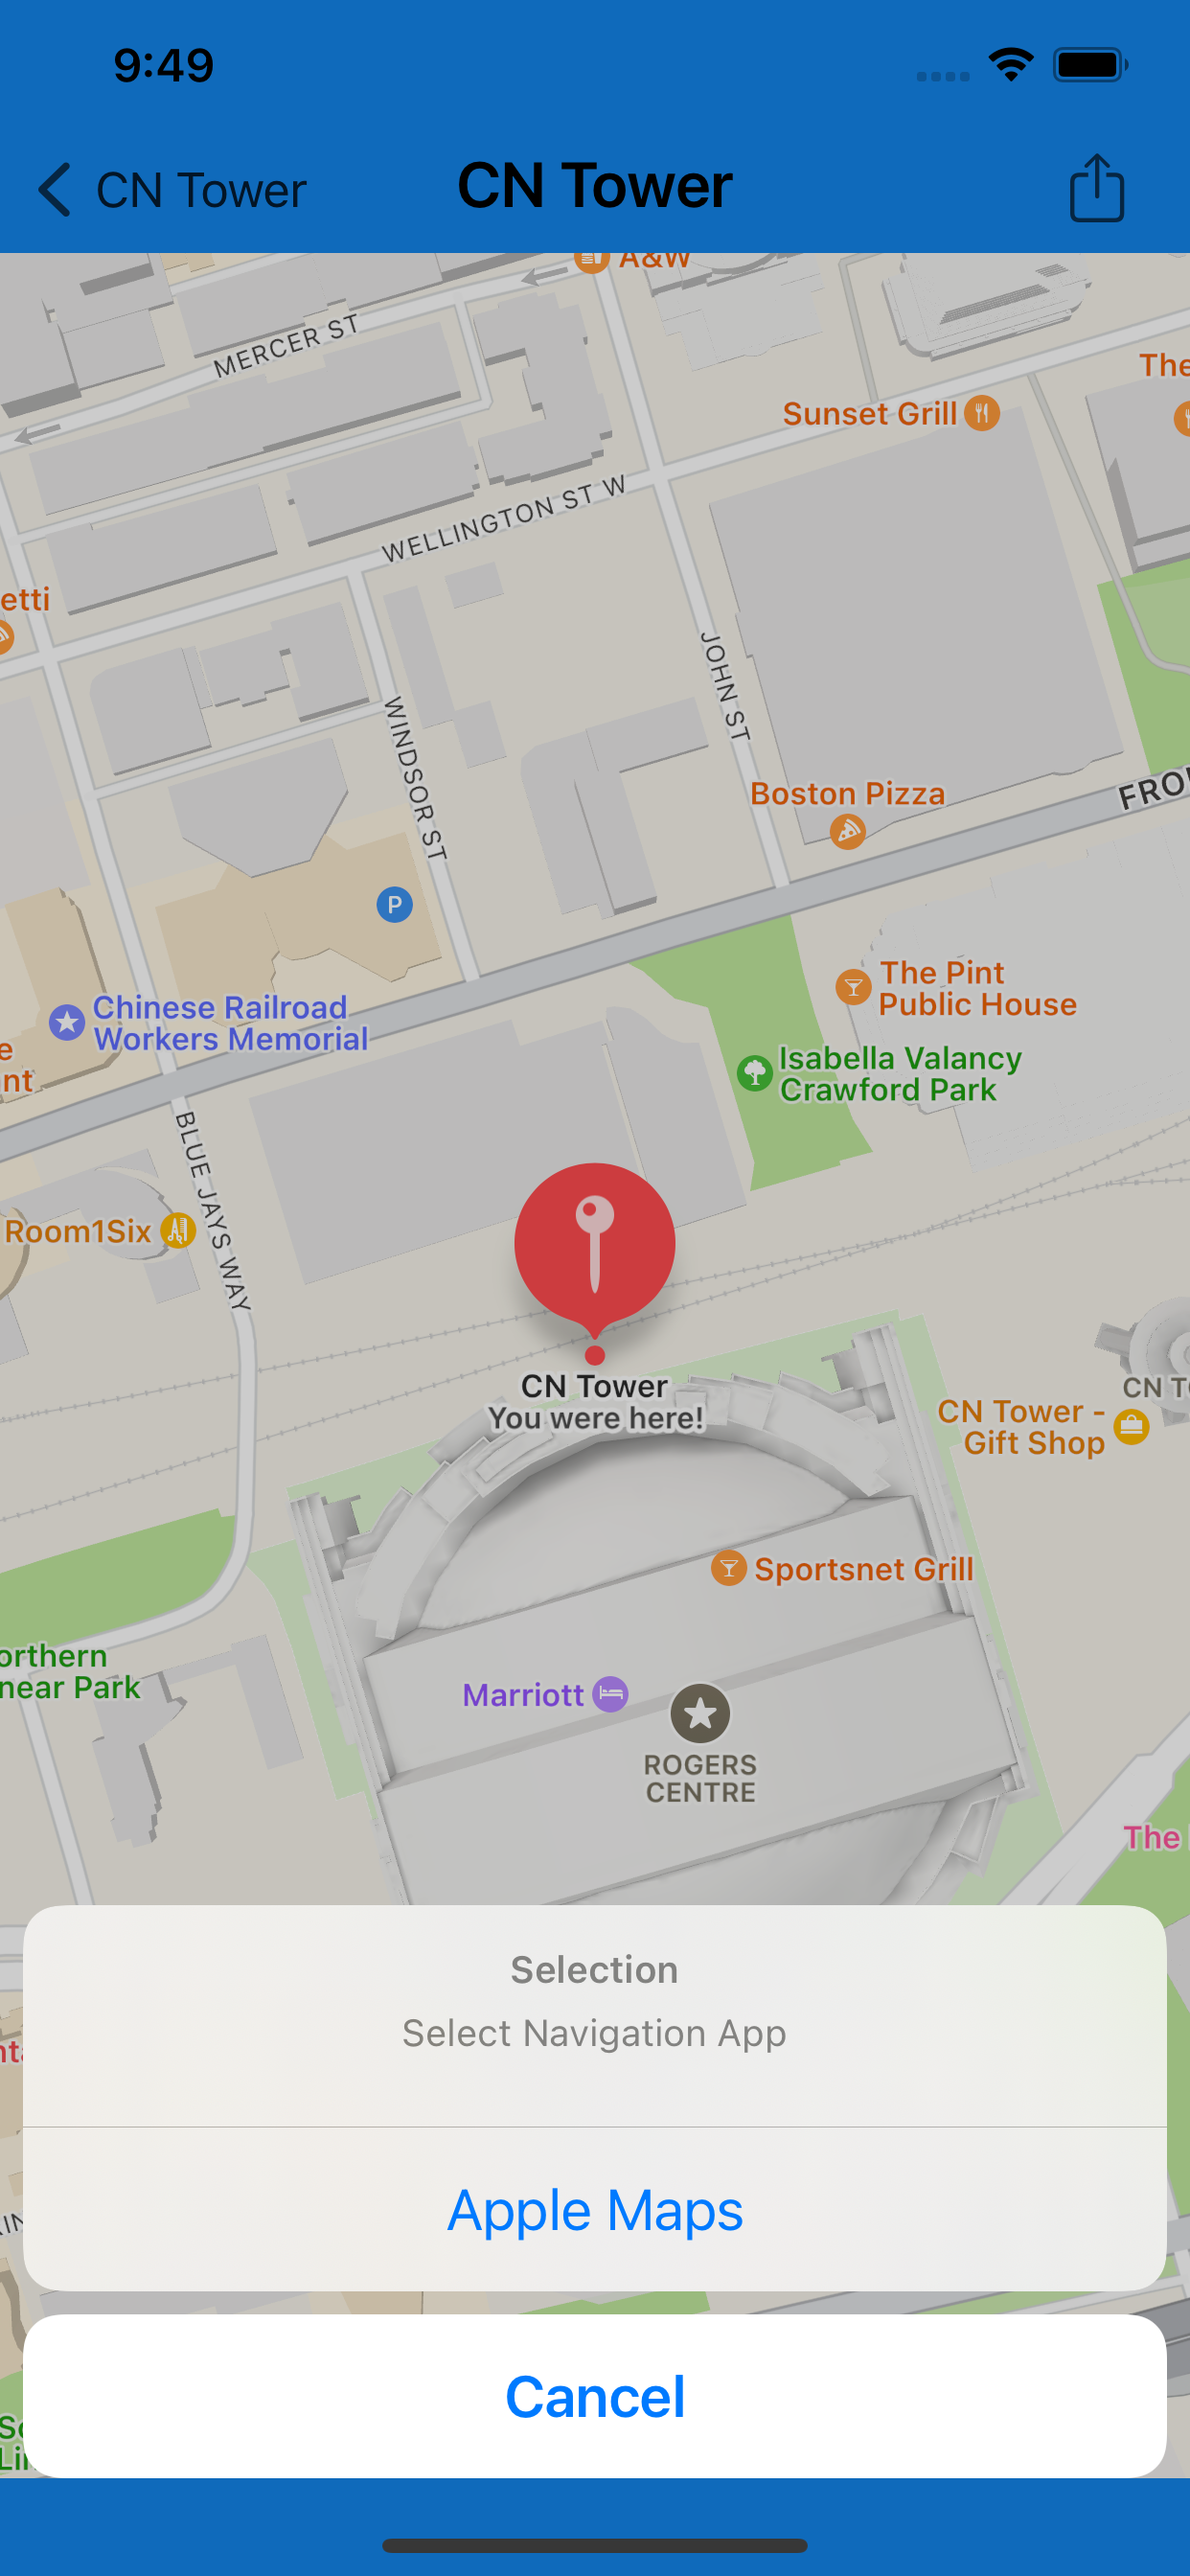 9:49
CN Tower
CN Tower
A&W
MERCER ST
The
Sunset Grill
WELLINGTON ST W
etti
JOHN ST
WINDSOR ST
FRO
Boston Pizza
P
The Pint
Public House
Chinese Railroad
Workers Memorial
e
nt
Isabella Valancy
Crawford Park
BLUE JAYS WAY
Room1Six
CN Tower
You were here!
CN T
CN Tower -
Gift Shop
Sportsnet Grill
orthern
near Park
Marriott
ROGERS
CENTRE
The
Selection
Select Navigation App
Apple Maps
Cancel